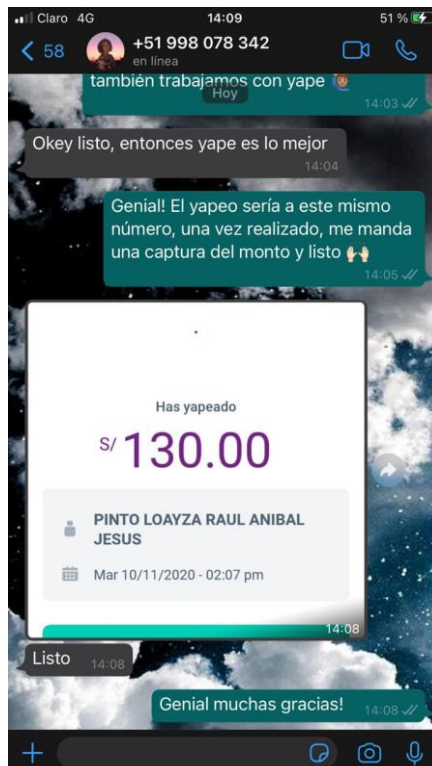 Claro 4G 14:09 51 %
58 +51 998 078 342
en línea
también trabajamos con yape
Hoy
14:03
Okey listo, entonces yape es lo mejor
14:04
Genial! El yapeo sería a este mismo
número, una vez realizado, me manda
una captura del monto y listo 🙌🏻
14:05
Has yapeado
S/ 130.00
PINTO LOAYZA RAUL ANIBAL
JESUS
Mar 10/11/2020 - 02:07 pm
14:08
Listo 14:08
Genial muchas gracias! 14:08